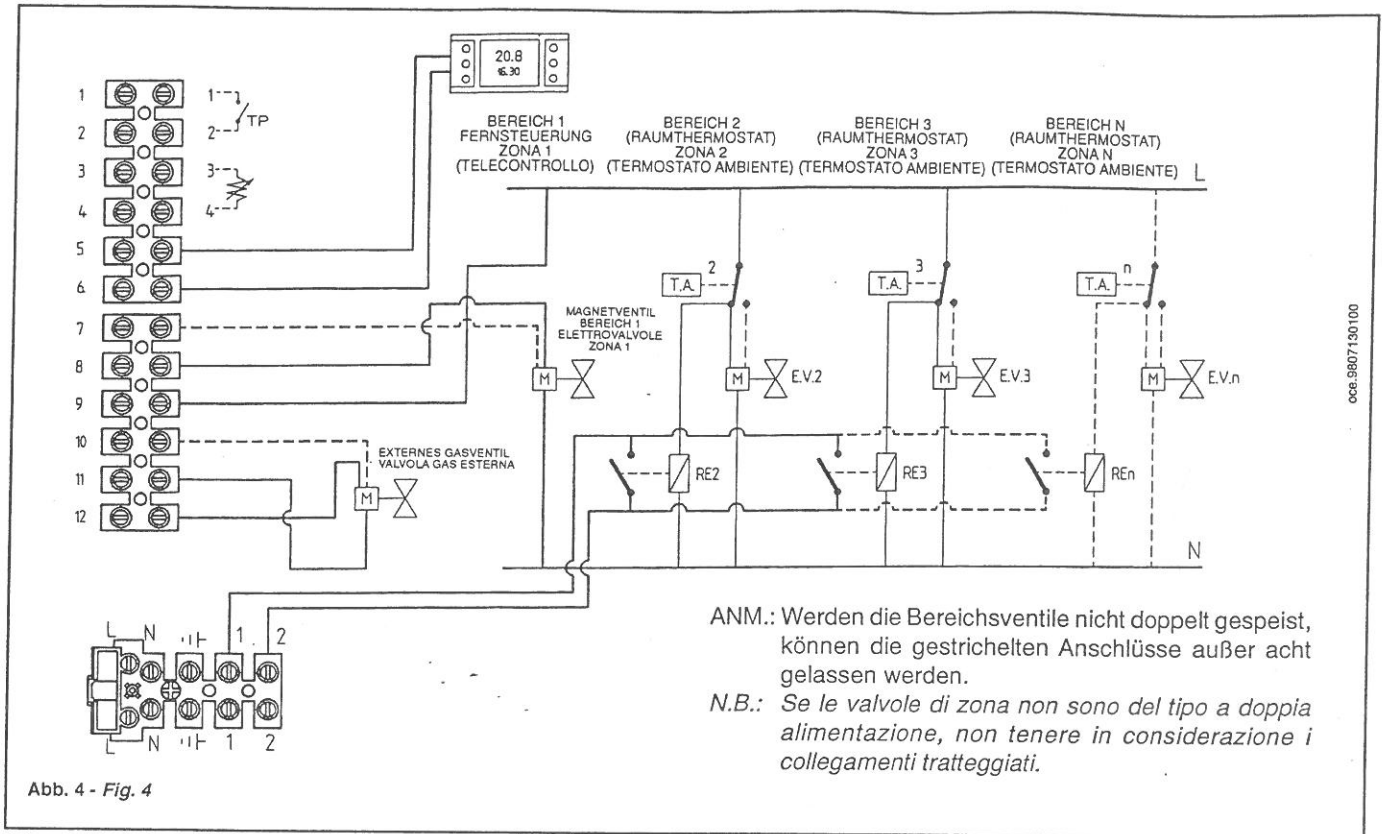 20.8
16.30
1
2
3
4
5
6
7
8
9
10
11
12
1
2
TP
3
4
BEREICH 1
FERNSTEUERUNG
ZONA 1
(TELECONTROLLO)
BEREICH 2
(RAUMTHERMOSTAT)
ZONA 2
(TERMOSTATO AMBIENTE)
BEREICH 3
(RAUMTHERMOSTAT)
ZONA 3
(TERMOSTATO AMBIENTE)
BEREICH N
(RAUMTHERMOSTAT)
ZONA N
(TERMOSTATO AMBIENTE)
L
T.A.
2
T.A.
3
T.A.
n
MAGNETVENTIL
BEREICH 1
ELETTROVALVOLE
ZONA 1
M
M
E.V.2
M
E.V.3
M
E.V.n
EXTERNES GASVENTIL
VALVOLA GAS ESTERNA
M
RE2
RE3
REn
N
oce.9807130100
L N 1 2
L N 1 2
ANM.: Werden die Bereichsventile nicht doppelt gespeist,
können die gestrichelten Anschlüsse außer acht
gelassen werden.
N.B.: Se le valvole di zona non sono del tipo a doppia
alimentazione, non tenere in considerazione i
collegamenti tratteggiati.
Abb. 4 - Fig. 4